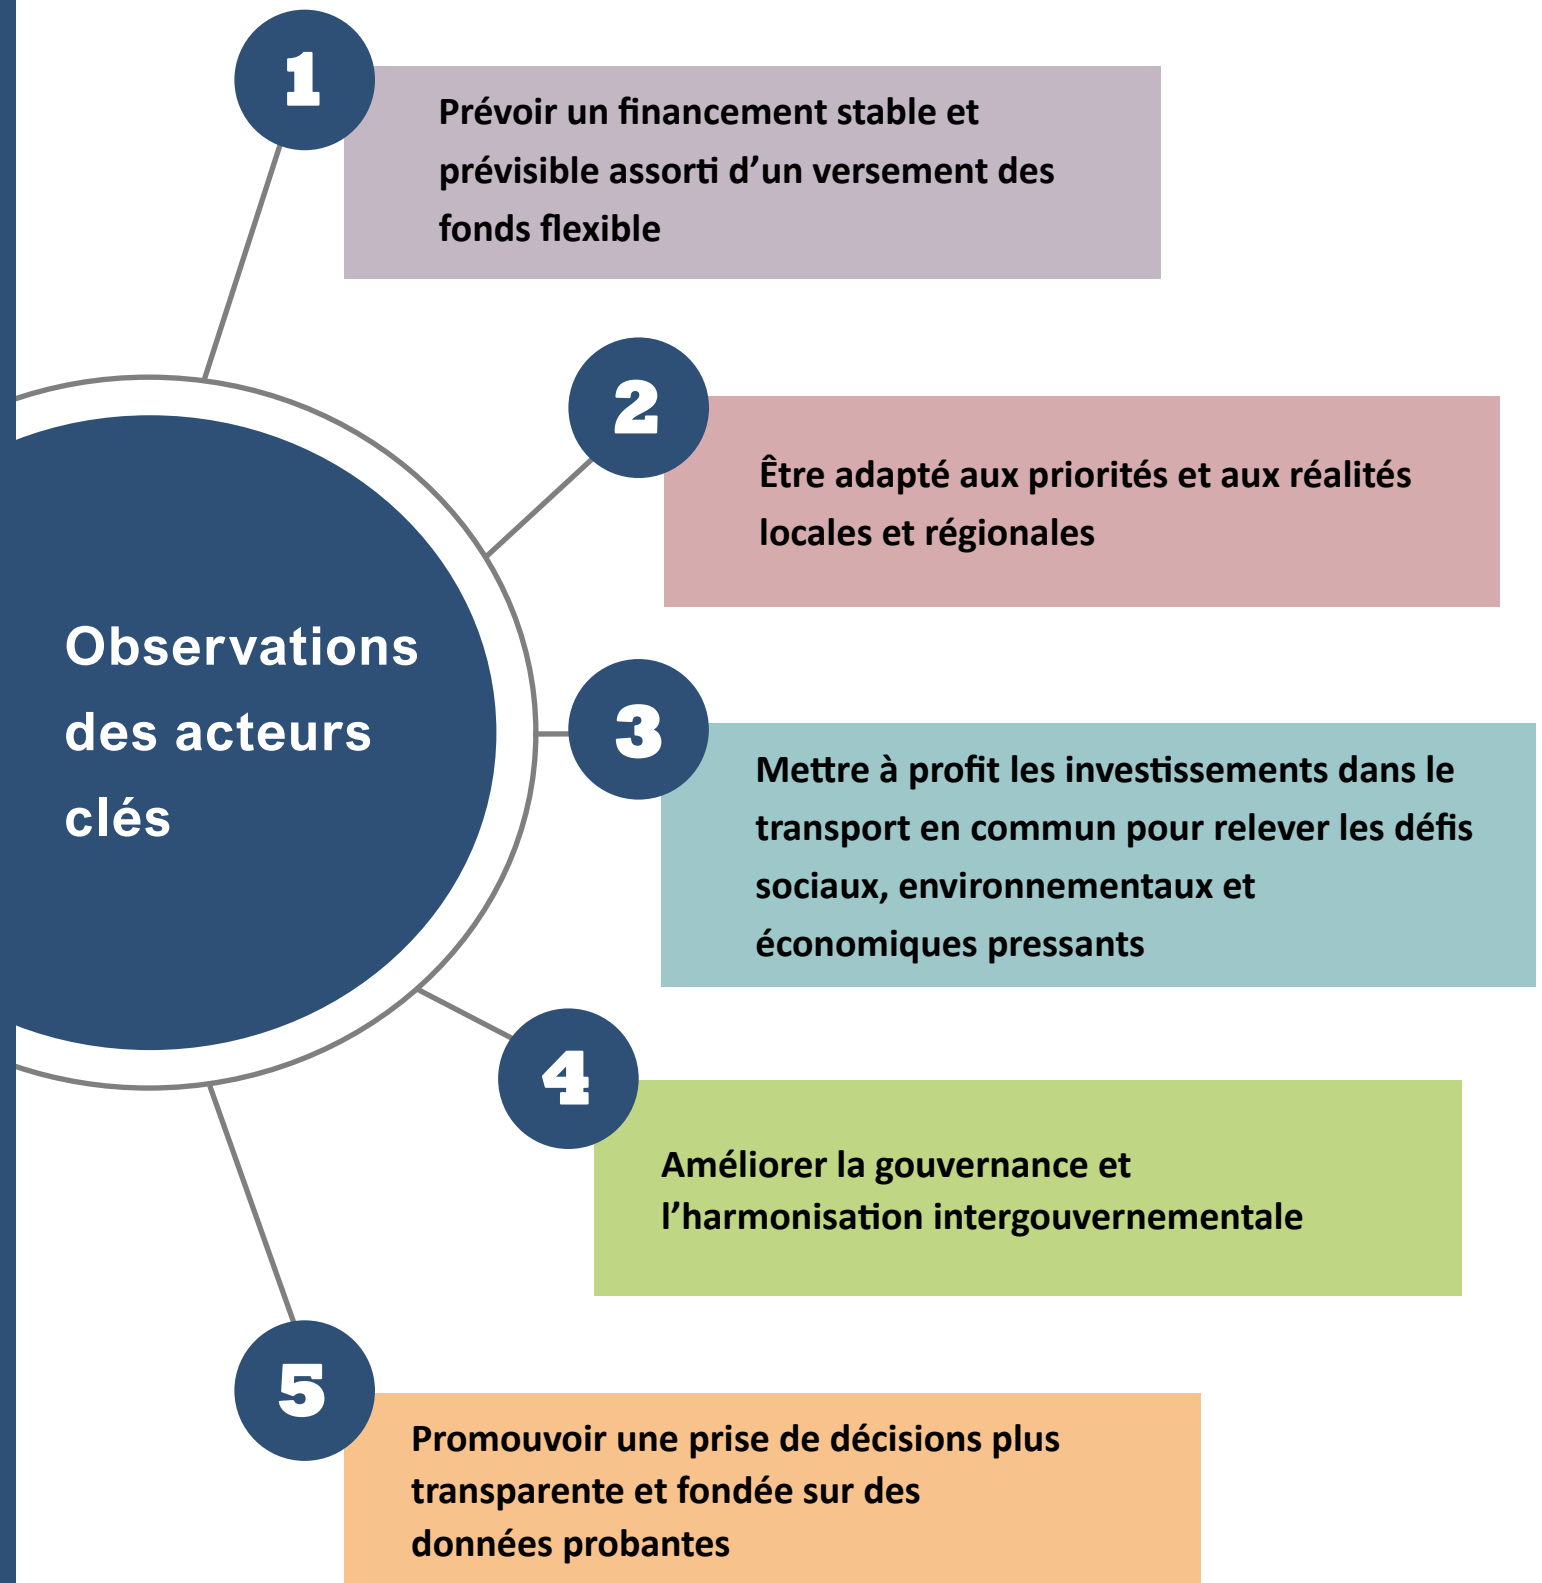 1
Prévoir un financement stable et
prévisible assorti d’un versement des
fonds flexible
2
Être adapté aux priorités et aux réalités
locales et régionales
Observations
des acteurs
clés
3
Mettre à profit les investissements dans le
transport en commun pour relever les défis
sociaux, environnementaux et
économiques pressants
4
Améliorer la gouvernance et
l’harmonisation intergouvernementale
5
Promouvoir une prise de décisions plus
transparente et fondée sur des
données probantes